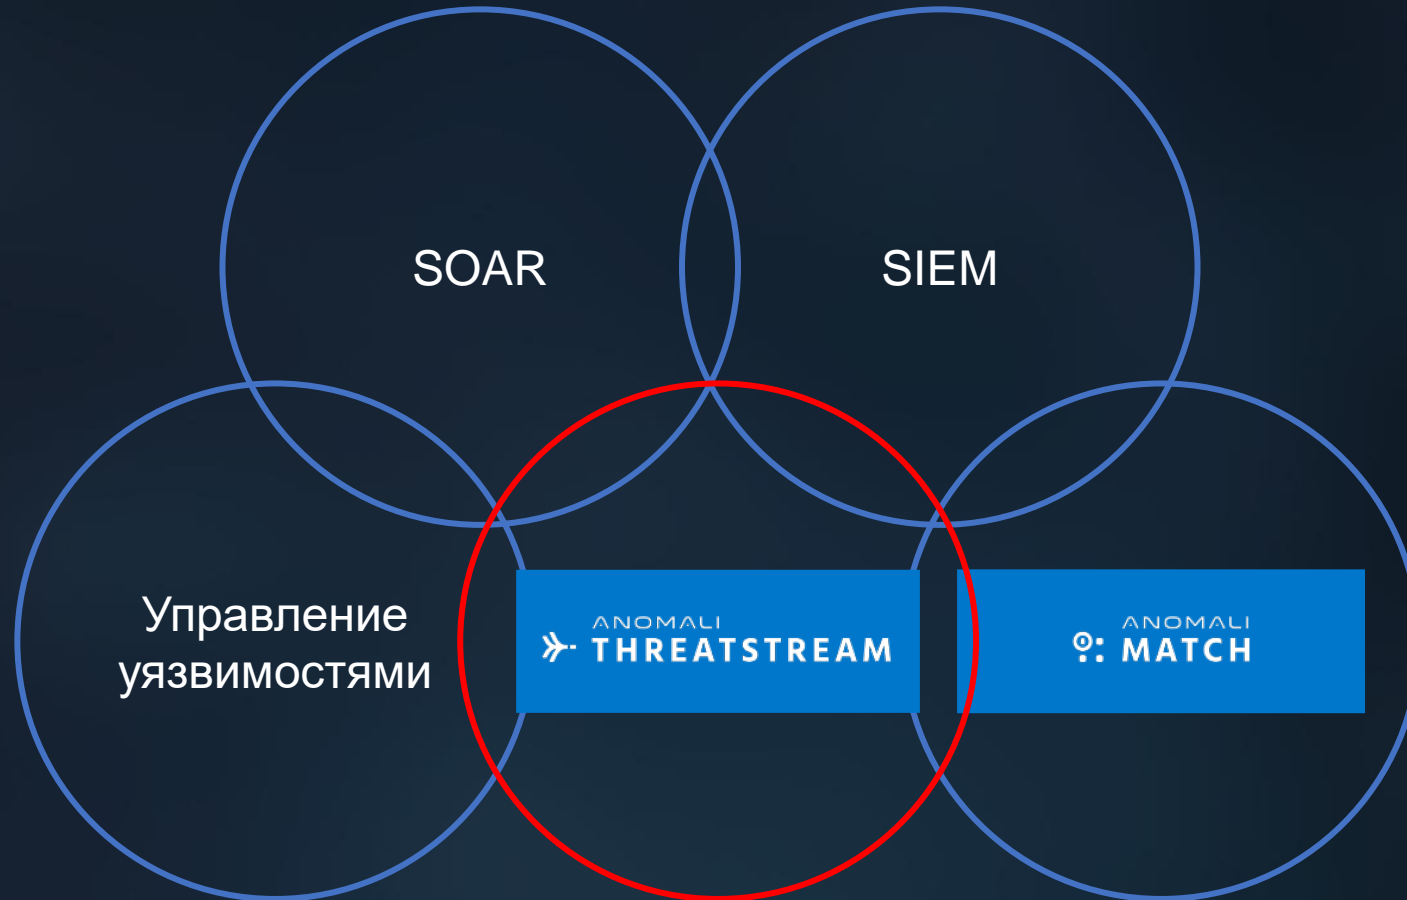 SOAR
SIEM
Управление
уязвимостями
ANOMALI
THREATSTREAM
ANOMALI
MATCH